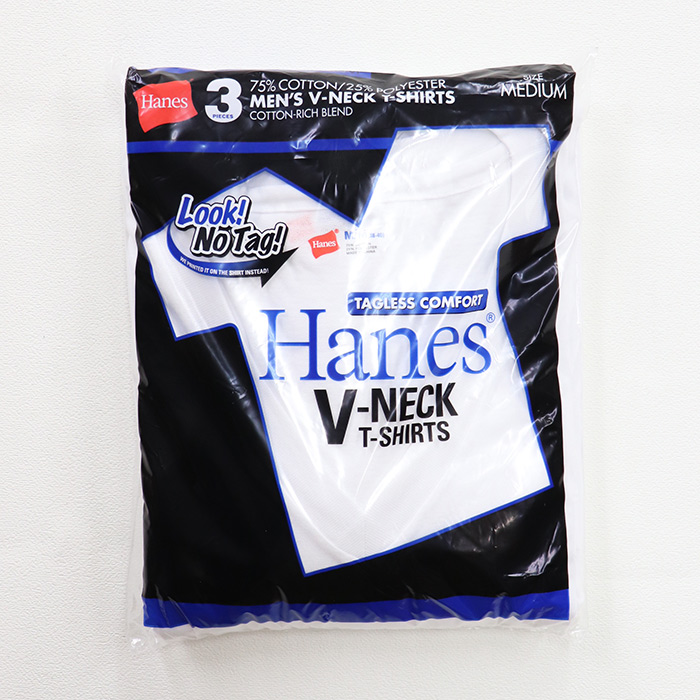 Hanes
3
PIECES
75% COTTON/25% POLYESTER
MEN'S V-NECK T-SHIRTS
COTTON-RICH BLEND
SIZE
MEDIUM
Look!
No Tag!
WE PRINTED IT ON THE SHIRT INSTEAD!
Hanes
M
TAGLESS COMFORT
Hanes®
V-NECK
T-SHIRTS